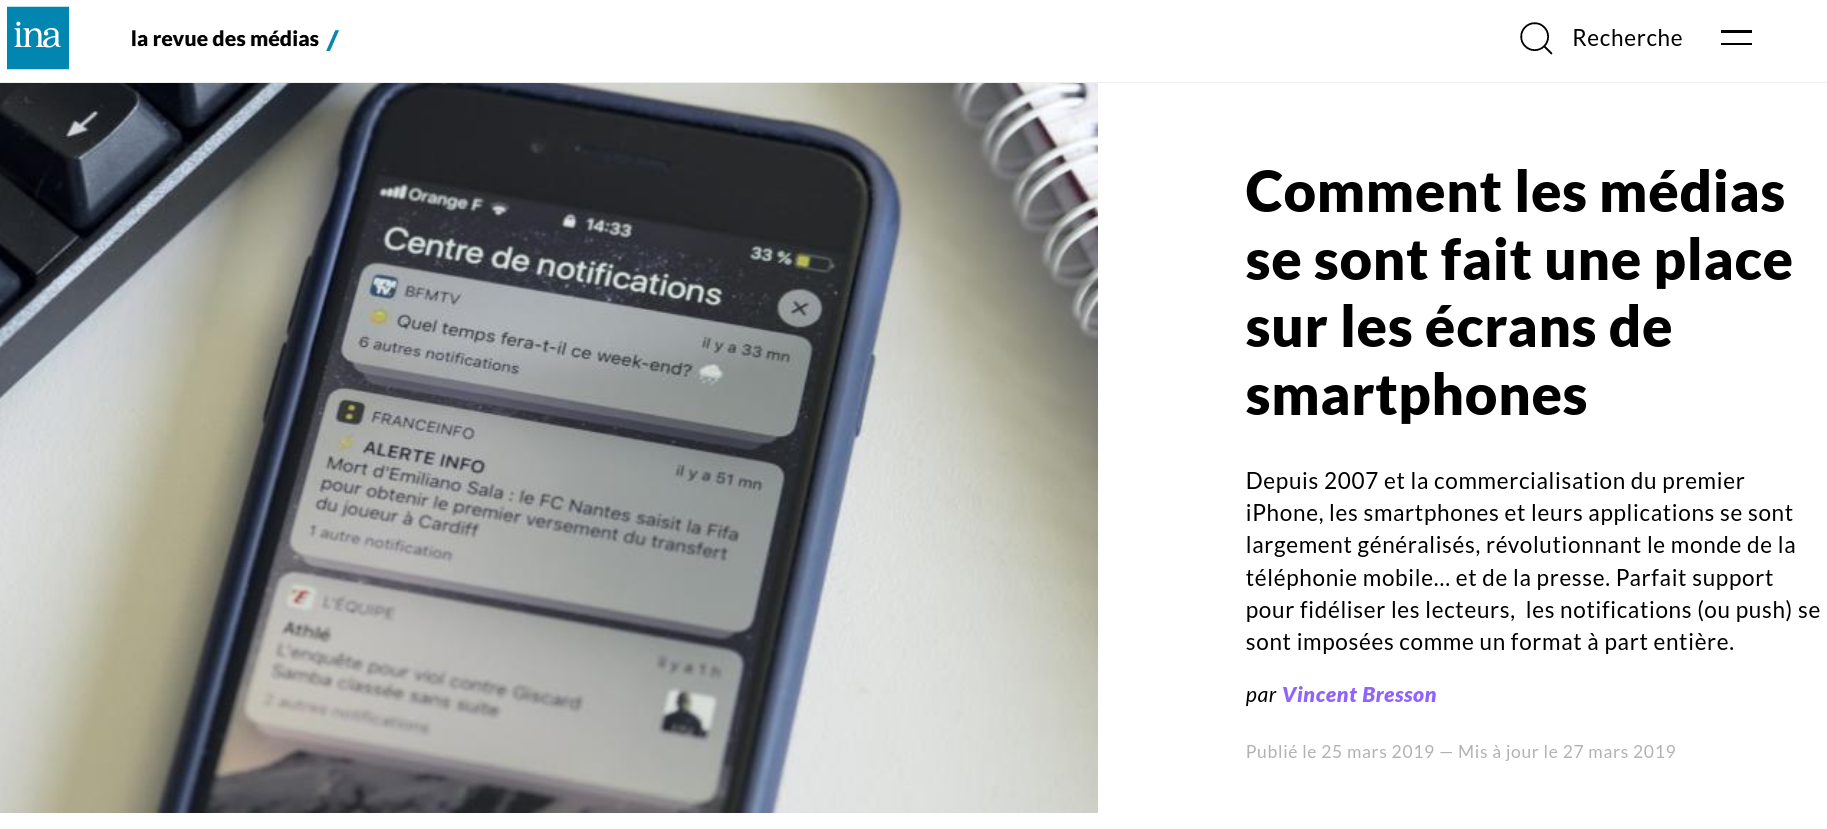 ina
la revue des médias /
Recherche
Orange F
14:33
33 %
Centre de notifications
BFMTV
il y a 33 mn
Quel temps fera-t-il ce week-end?
6 autres notifications
FRANCEINFO
il y a 51 mn
ALERTE INFO
Mort d'Emiliano Sala : le FC Nantes saisit la Fifa
pour obtenir le premier versement du transfert
du joueur à Cardiff
1 autre notification
L'ÉQUIPE
il y a 1 h
Athlé
L'enquête pour viol contre Giscard
Samba classée sans suite
2 autres notifications
Comment les médias
se sont fait une place
sur les écrans de
smartphones
Depuis 2007 et la commercialisation du premier
iPhone, les smartphones et leurs applications se sont
largement généralisés, révolutionnant le monde de la
téléphonie mobile... et de la presse. Parfait support
pour fidéliser les lecteurs,  les notifications (ou push) se
sont imposées comme un format à part entière.
par Vincent Bresson
Publié le 25 mars 2019 — Mis à jour le 27 mars 2019